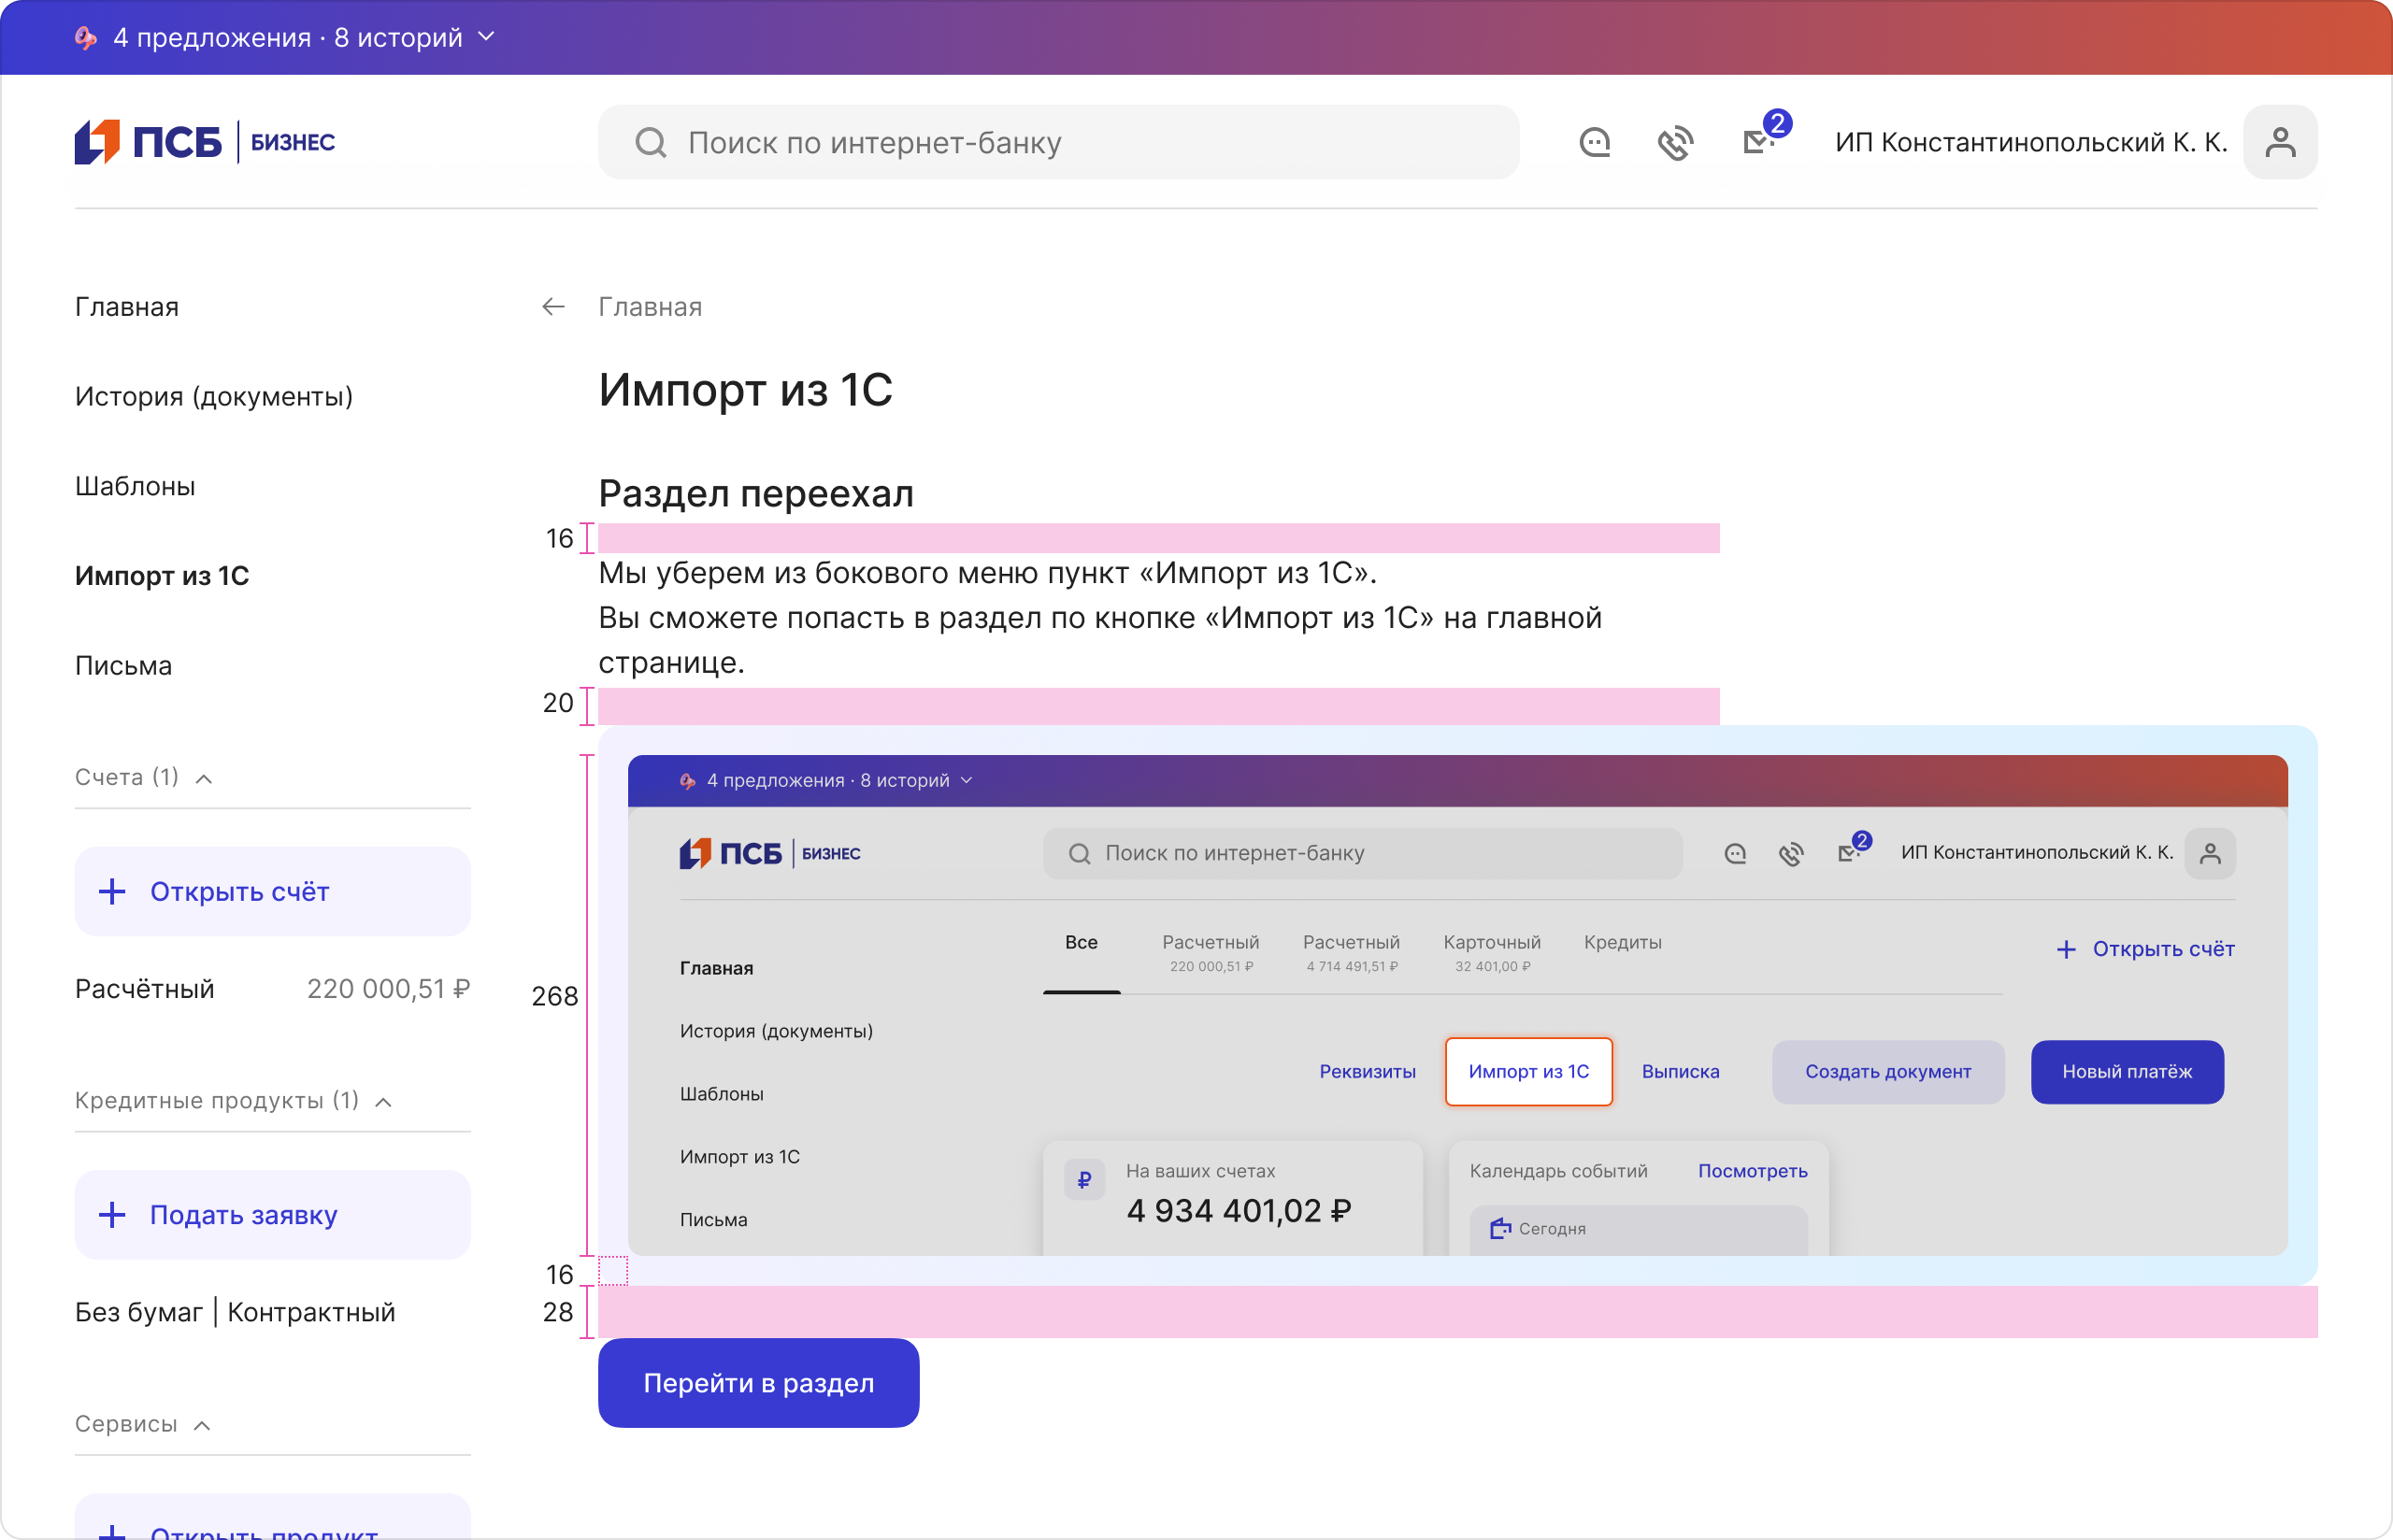 4 предложения · 8 историй
ПСБ БИЗНЕС
Поиск по интернет-банку
2
ИП Константинопольский К. К.
Главная
История (документы)
Шаблоны
Импорт из 1С
Письма
Счета (1)
Открыть счёт
Расчётный 220 000,51 ₽
Кредитные продукты (1)
Подать заявку
Без бумаг | Контрактный
Сервисы
Открыть продукт
Главная
Импорт из 1С
Раздел переехал
16
Мы уберем из бокового меню пункт «Импорт из 1С».
Вы сможете попасть в раздел по кнопке «Импорт из 1С» на главной
странице.
20
268
4 предложения · 8 историй
ПСБ БИЗНЕС
Поиск по интернет-банку
2
ИП Константинопольский К. К.
Главная
История (документы)
Шаблоны
Импорт из 1С
Письма
Все
Расчетный
220 000,51 ₽
Расчетный
4 714 491,51 ₽
Карточный
32 401,00 ₽
Кредиты
Открыть счёт
Реквизиты
Импорт из 1С
Выписка
Создать документ
Новый платёж
₽
На ваших счетах
4 934 401,02 ₽
Календарь событий
Посмотреть
Сегодня
16
28
Перейти в раздел